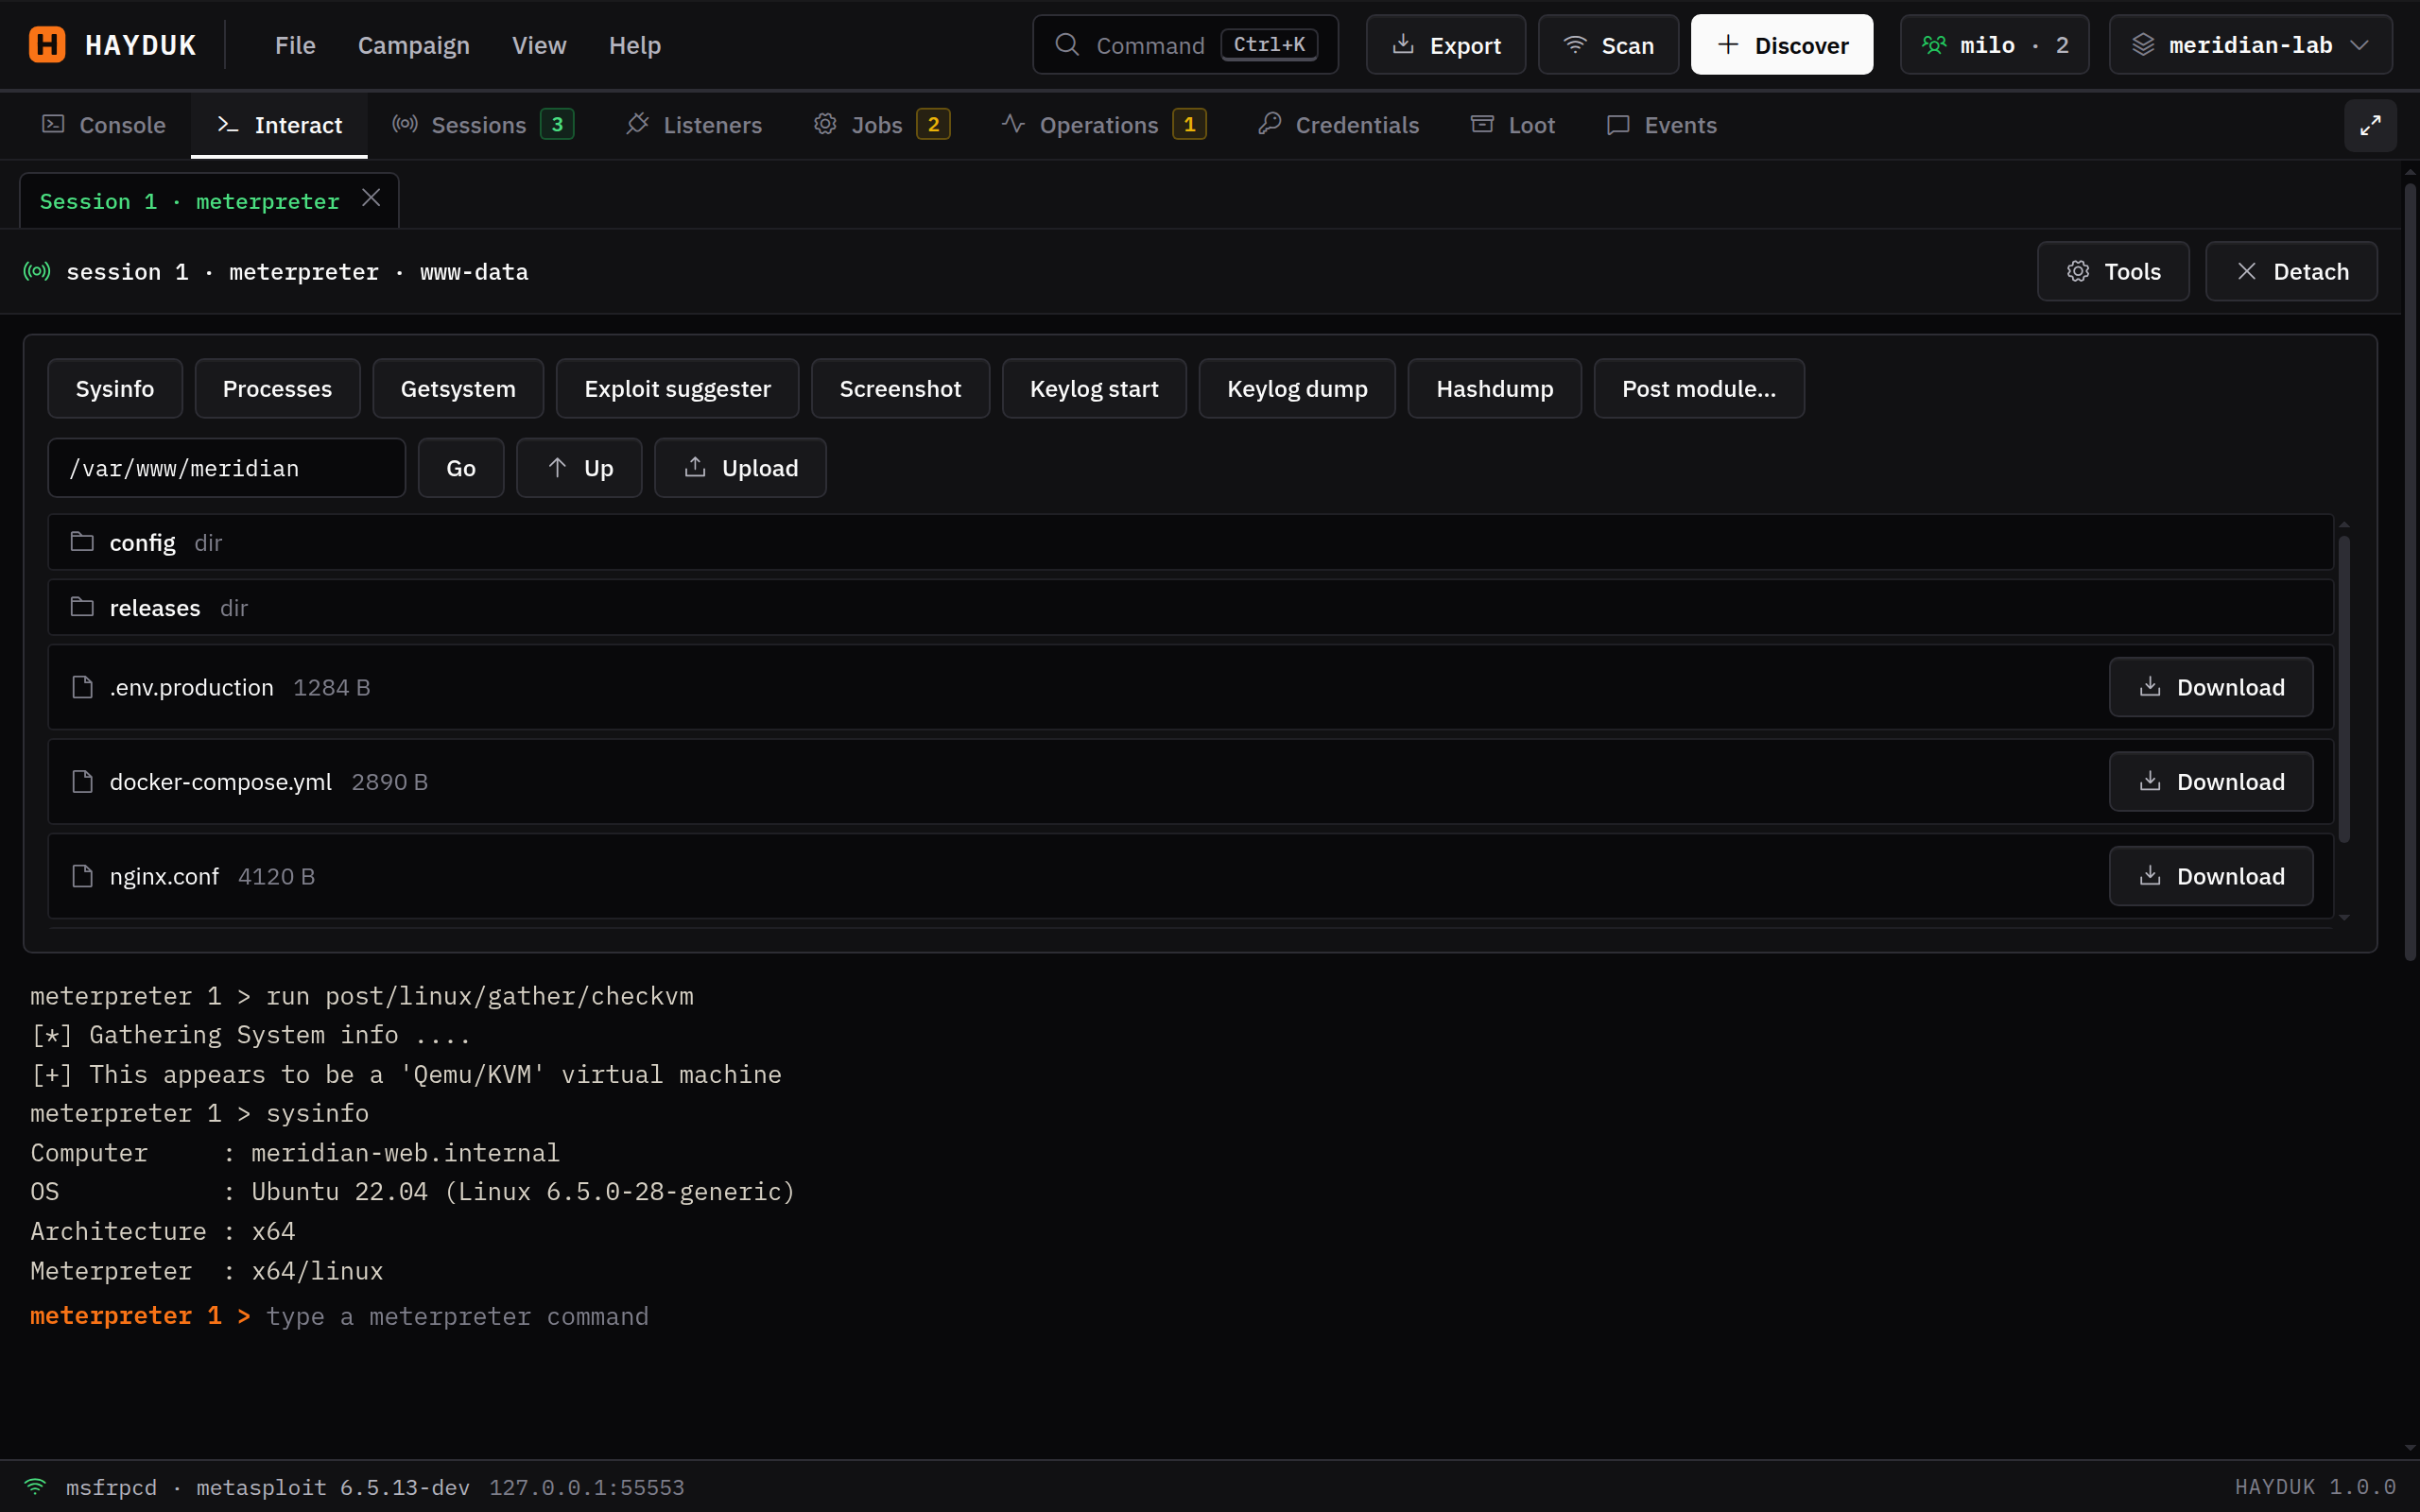 H HAYDUK File Campaign View Help Command Ctrl+K Export Scan Discover milo · 2 meridian-lab
Console Interact Sessions 3 Listeners Jobs 2 Operations 1 Credentials Loot Events
Session 1 · meterpreter
session 1 · meterpreter · www-data Tools Detach
Sysinfo Processes Getsystem Exploit suggester Screenshot Keylog start Keylog dump Hashdump Post module...
/var/www/meridian Go Up Upload
config dir
releases dir
.env.production 1284 B Download
docker-compose.yml 2890 B Download
nginx.conf 4120 B Download
meterpreter 1 > run post/linux/gather/checkvm
[*] Gathering System info ....
[+] This appears to be a 'Qemu/KVM' virtual machine
meterpreter 1 > sysinfo
Computer : meridian-web.internal
OS : Ubuntu 22.04 (Linux 6.5.0-28-generic)
Architecture : x64
Meterpreter : x64/linux
meterpreter 1 > type a meterpreter command
msfrpcd · metasploit 6.5.13-dev 127.0.0.1:55553 HAYDUK 1.0.0